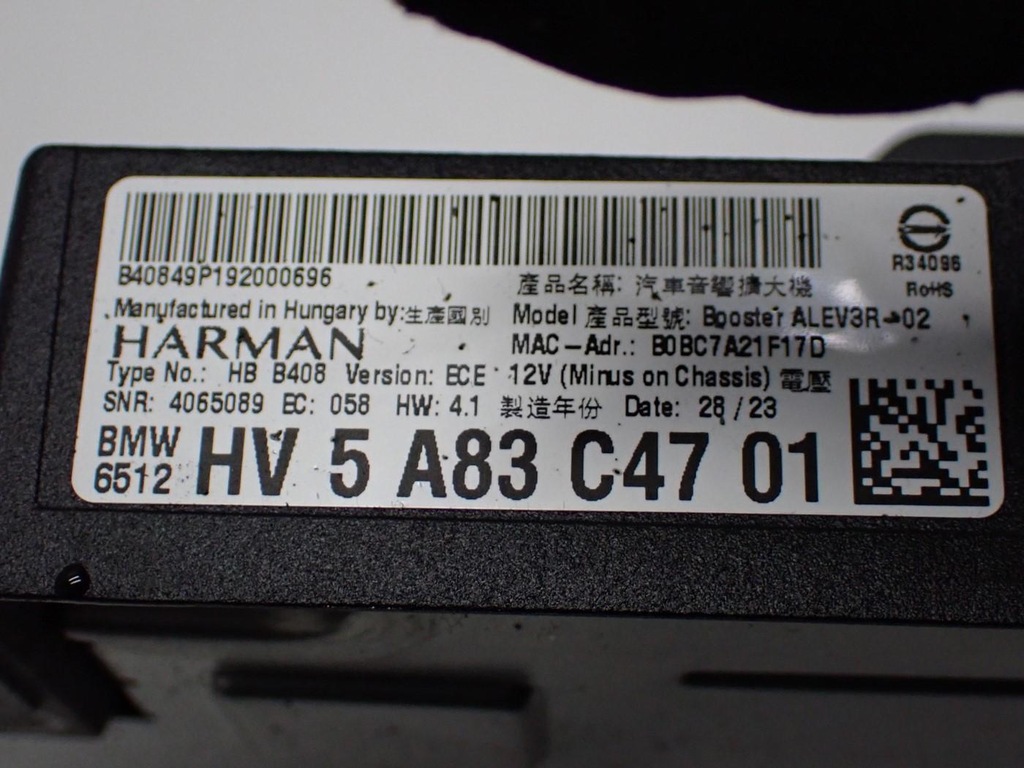 B40849P192000696
R34096
RoHS
產品名稱: 汽車音響擴大機
Manufactured in Hungary by:生產國別
Model 產品型號: Booster ALEV3R-02
HARMAN
MAC-Adr.: B0BC7A21F17D
Type No.: HB B408 Version: ECE 12V (Minus on Chassis) 電壓
SNR: 4065089 EC: 058 HW: 4.1 製造年份 Date: 28/23
BMW
6512
HV 5 A83 C47 01